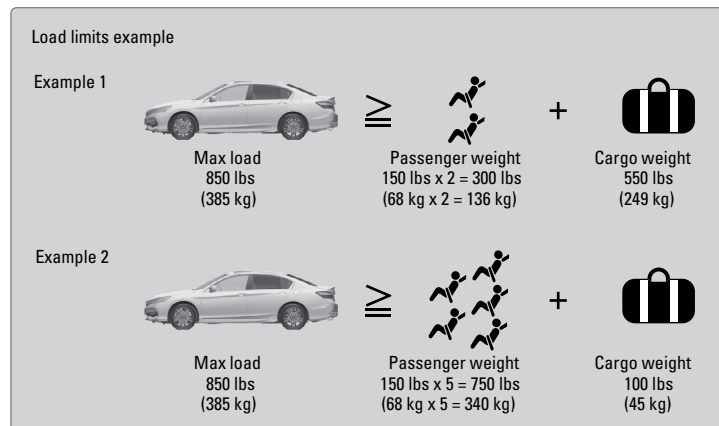 Load limits example
Example 1
≧
+
Max load
850 lbs
(385 kg)
Passenger weight
150 lbs x 2 = 300 lbs
(68 kg x 2 = 136 kg)
Cargo weight
550 lbs
(249 kg)
Example 2
≧
+
Max load
850 lbs
(385 kg)
Passenger weight
150 lbs x 5 = 750 lbs
(68 kg x 5 = 340 kg)
Cargo weight
100 lbs
(45 kg)